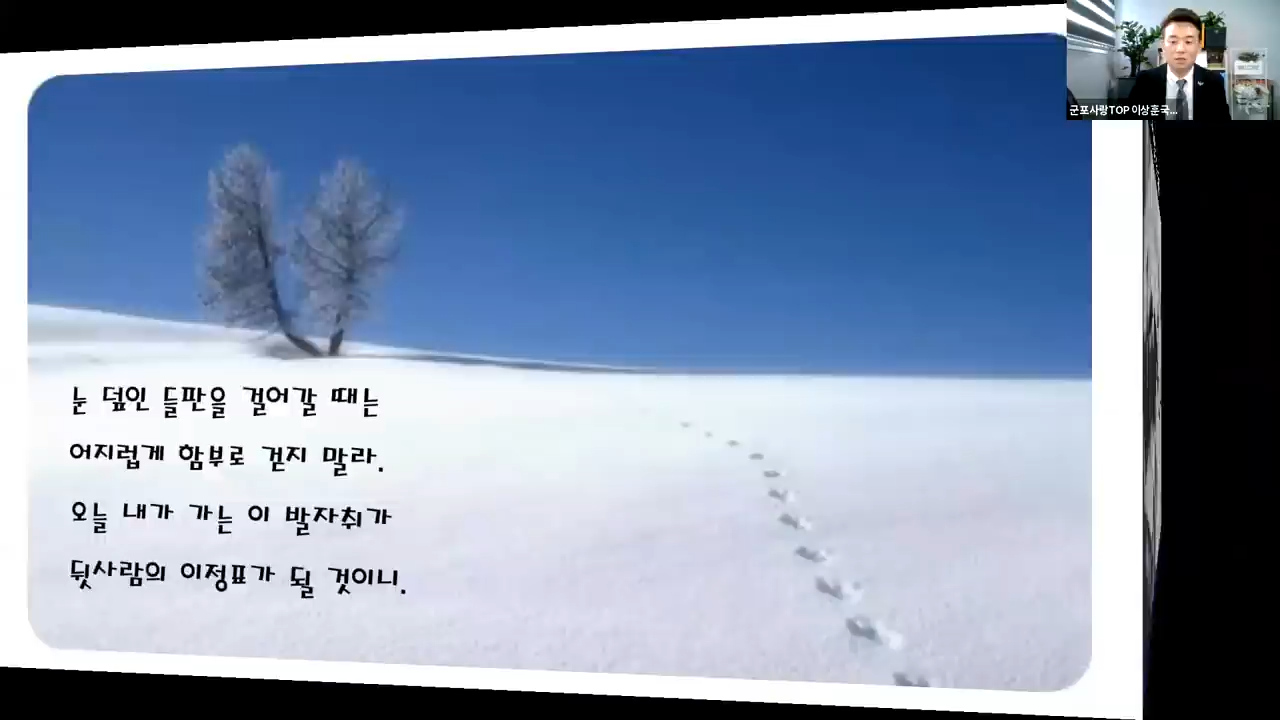 군포사랑TOP 이상훈국...
눈 덮인 들판을 걸어갈 때는
어지럽게 함부로 걷지 말라.
오늘 내가 가는 이 발자취가
뒷사람의 이정표가 될 것이니.